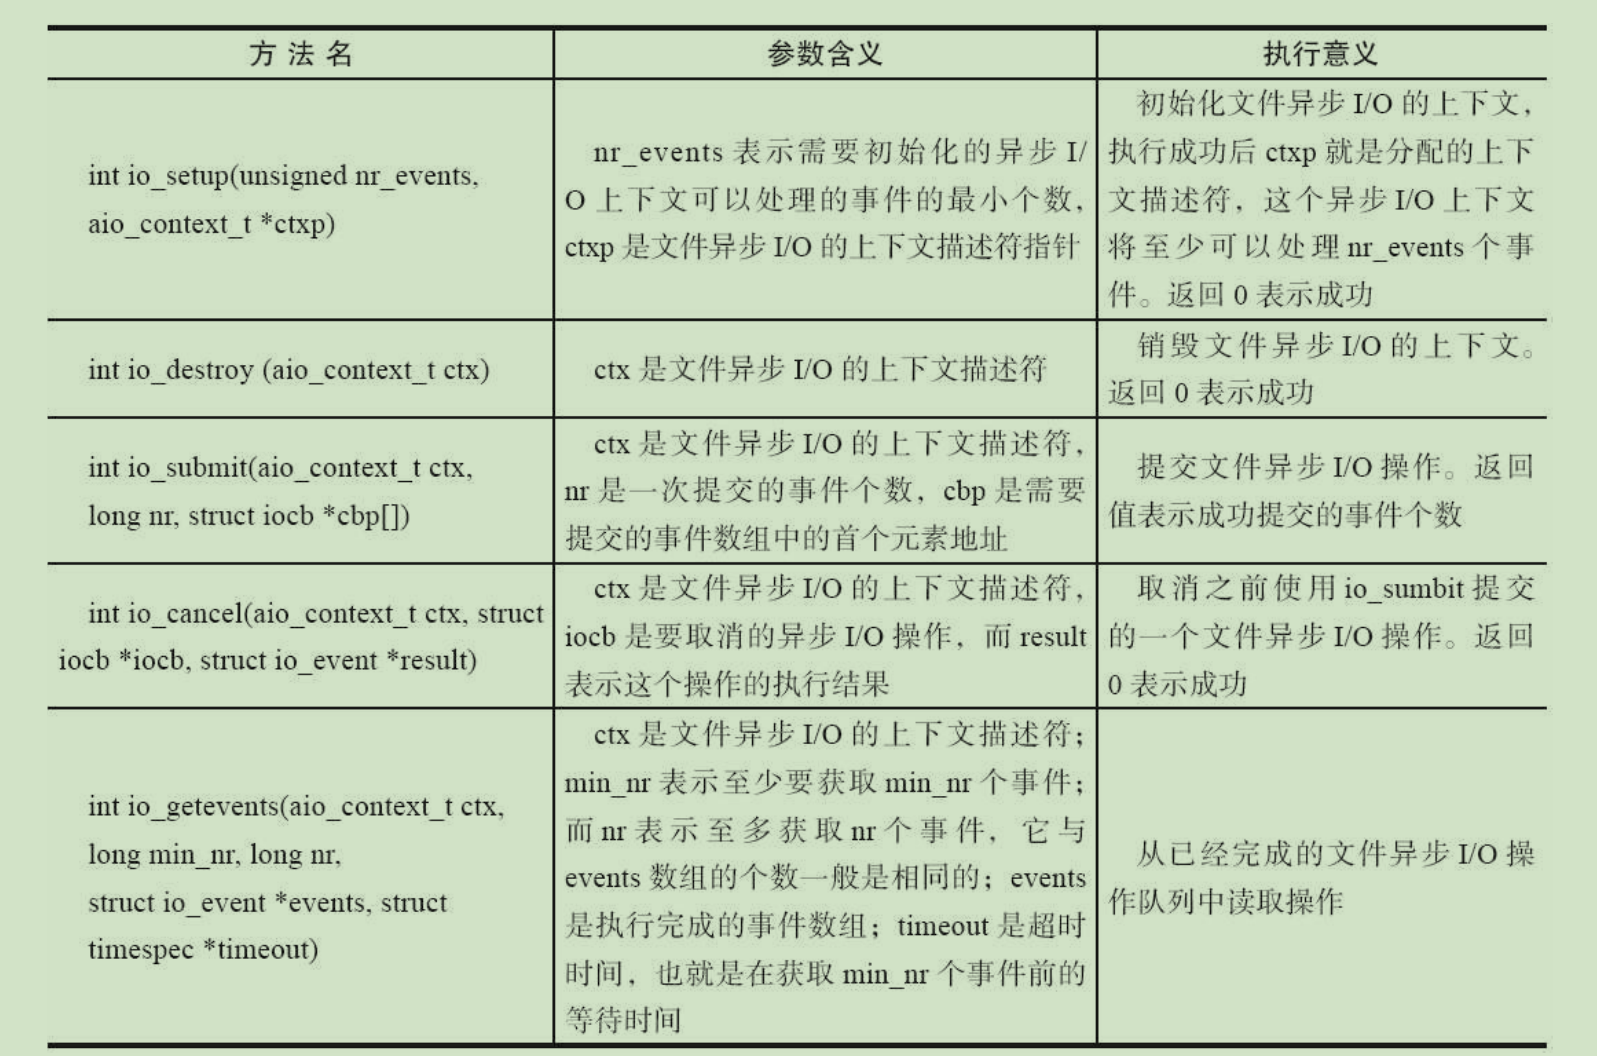 方 法 名
参数含义
执行意义
int io_setup(unsigned nr_events,
aio_context_t *ctxp)
nr_events 表示需要初始化的异步 I/
O 上下文可以处理的事件的最小个数，
ctxp 是文件异步 I/O 的上下文描述符指针
初始化文件异步 I/O 的上下文，
执行成功后 ctxp 就是分配的上下
文描述符，这个异步 I/O 上下文
将至少可以处理 nr_events 个事
件。返回 0 表示成功
int io_destroy (aio_context_t ctx)
ctx 是文件异步 I/O 的上下文描述符
销毁文件异步 I/O 的上下文。
返回 0 表示成功
int io_submit(aio_context_t ctx,
long nr, struct iocb *cbp[])
ctx 是文件异步 I/O 的上下文描述符，
nr 是一次提交的事件个数，cbp 是需要
提交的事件数组中的首个元素地址
提交文件异步 I/O 操作。返回
值表示成功提交的事件个数
int io_cancel(aio_context_t ctx, struct
iocb *iocb, struct io_event *result)
ctx 是文件异步 I/O 的上下文描述符，
iocb 是要取消的异步 I/O 操作，而 result
表示这个操作的执行结果
取消之前使用 io_sumbit 提交
的一个文件异步 I/O 操作。返回
0 表示成功
int io_getevents(aio_context_t ctx,
long min_nr, long nr,
struct io_event *events, struct
timespec *timeout)
ctx 是文件异步 I/O 的上下文描述符；
min_nr 表示至少要获取 min_nr 个事件；
而 nr 表示至多获取 nr 个事件，它与
events 数组的个数一般是相同的；events
是执行完成的事件数组；timeout 是超时
时间，也就是在获取 min_nr 个事件前的
等待时间
从已经完成的文件异步 I/O 操
作队列中读取操作